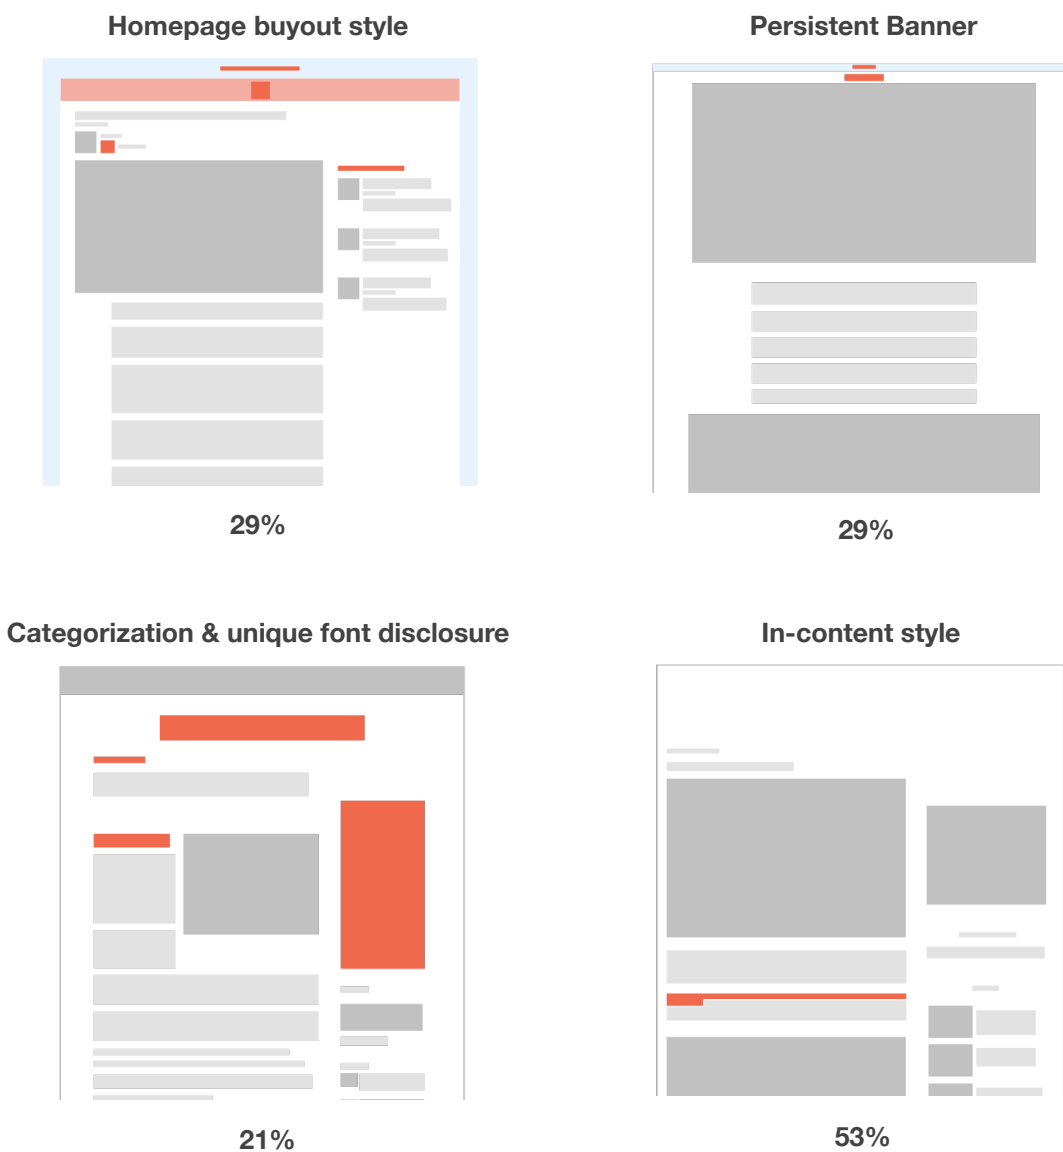 Homepage buyout style
Persistent Banner
29%
29%
Categorization & unique font disclosure
In-content style
21%
53%